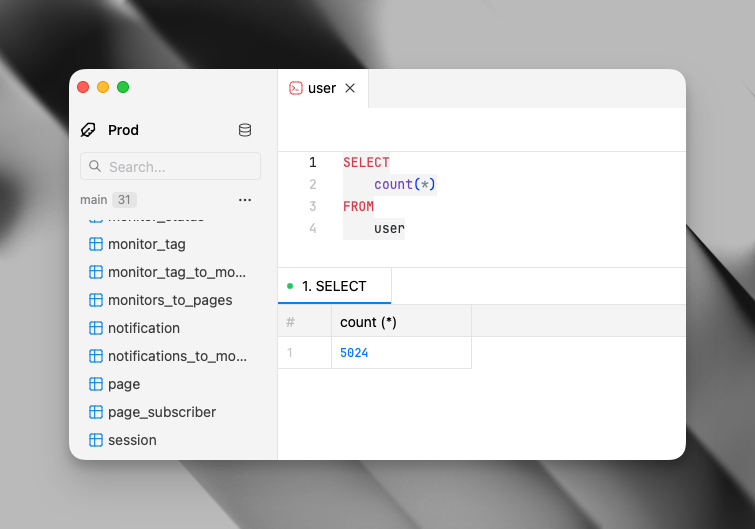 user
Prod
Search...
main 31 ...
monitor_status
monitor_tag
monitor_tag_to_mo...
monitors_to_pages
notification
notifications_to_mo...
page
page_subscriber
session
1 SELECT
2 count(*)
3 FROM
4 user
1. SELECT
# count (*)
1 5024